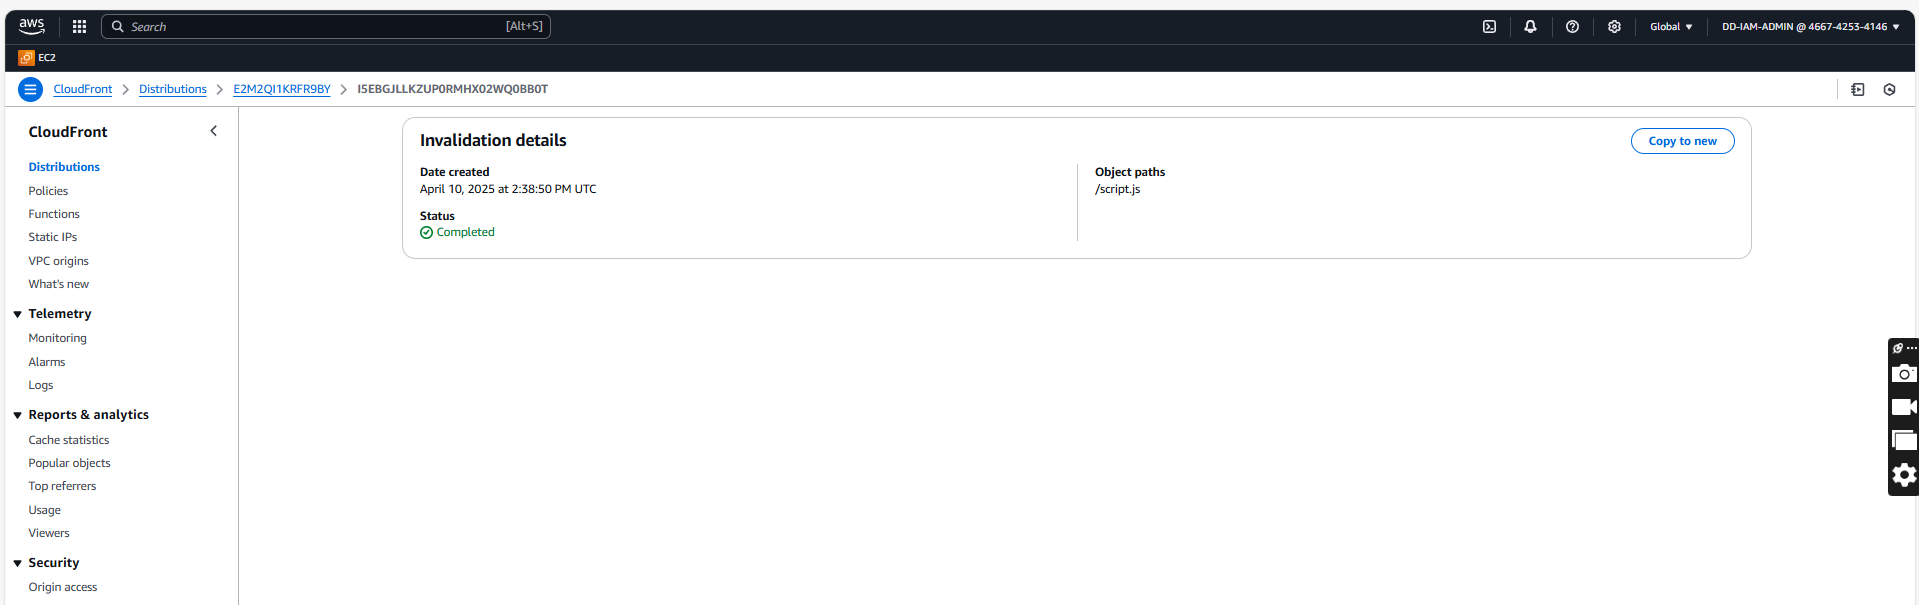 aws
Search [Alt+S]
Global
DD-IAM-ADMIN @ 4667-4253-4146
EC2
CloudFront
Distributions
E2M2QI1KRFR9BY
I5EBGJLLKZUP0RMHX02WQ0BB0T
CloudFront
Distributions
Policies
Functions
Static IPs
VPC origins
What's new
Telemetry
Monitoring
Alarms
Logs
Reports & analytics
Cache statistics
Popular objects
Top referrers
Usage
Viewers
Security
Origin access
Invalidation details
Copy to new
Date created
April 10, 2025 at 2:38:50 PM UTC
Status
Completed
Object paths
/script.js